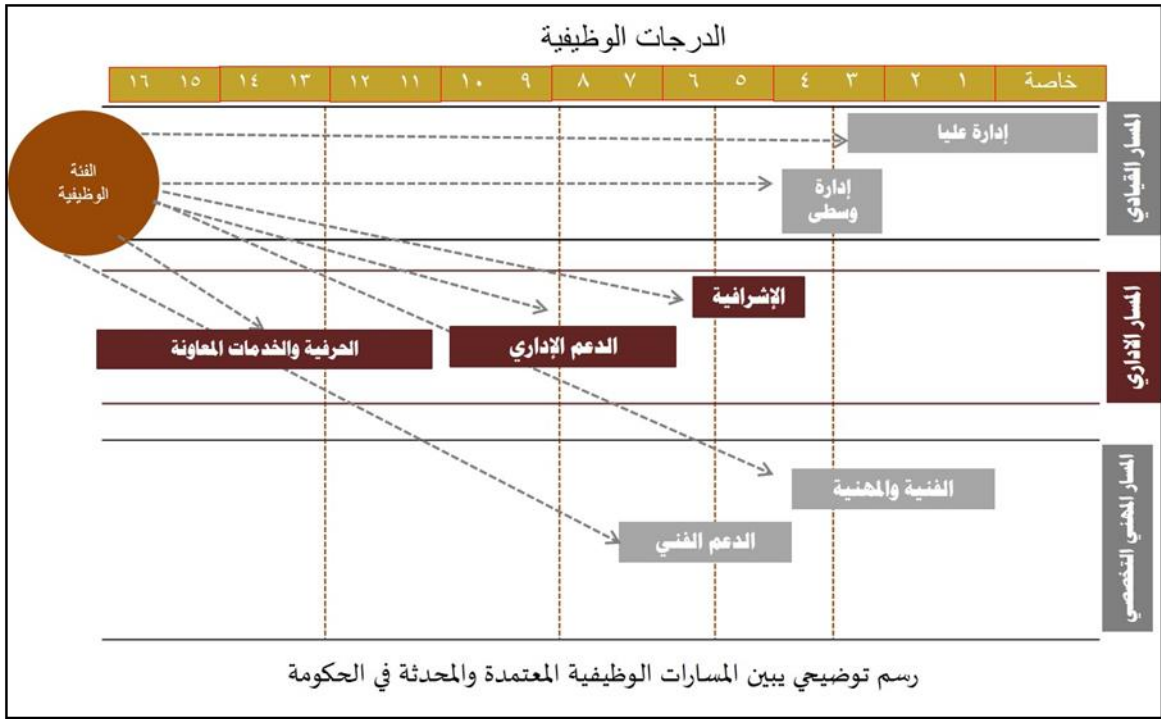 الدرجات الوظيفية
خاصة ١ ٢ ٣ ٤ ٥ ٦ ٧ ٨ ٩ ١٠ ١١ ١٢ ١٣ ١٤ ١٥ ١٦
المسار القيادي
إدارة عليا
إدارة
وسطى
الفئة
الوظيفية
المسار الاداري
الإشرافية
الدعم الإداري
الحرفية والخدمات المعاونة
المسار المهني التخصصي
الفنية والمهنية
الدعم الفني
رسم توضيحي يبين المسارات الوظيفية المعتمدة والمحدثة في الحكومة